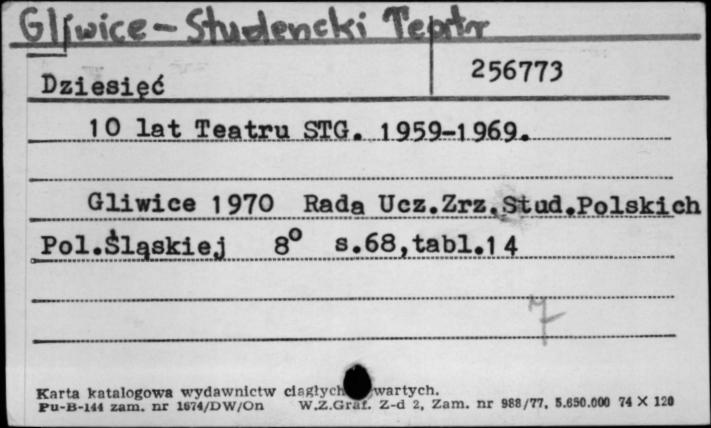 Gliwice – Studencki Teatr
Dziesięć 256773
10 lat Teatru STG. 1959-1969.
Gliwice 1970 Rada Ucz.Zrz.Stud.Polskich
Pol.Śląskiej 8° s.68,tabl.14
Karta katalogowa wydawnictw ciągłych wartych.
Pu-B-144 zam. nr 1674/DW/On W.Z.Graf. Z-d 2, Zam. nr 988/77. 5.650.000 74 X 120